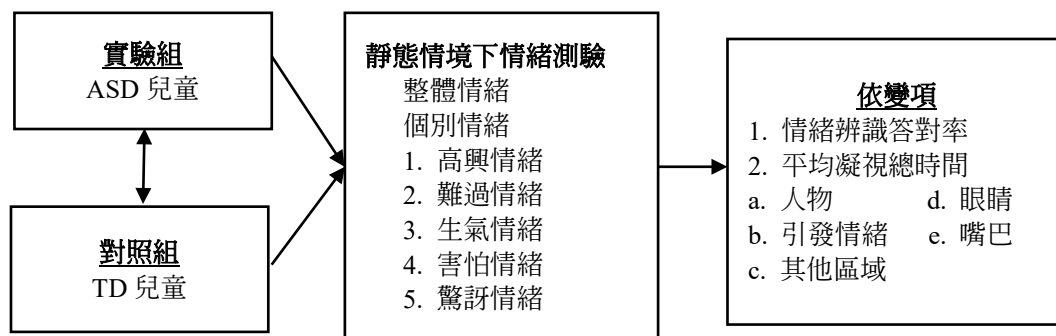 實驗組
ASD 兒童
對照組
TD 兒童
靜態情境下情緒測驗
整體情緒
個別情緒
1. 高興情緒
2. 難過情緒
3. 生氣情緒
4. 害怕情緒
5. 驚訝情緒
依變項
1. 情緒辨識答對率
2. 平均凝視總時間
a. 人物 d. 眼睛
b. 引發情緒 e. 嘴巴
c. 其他區域